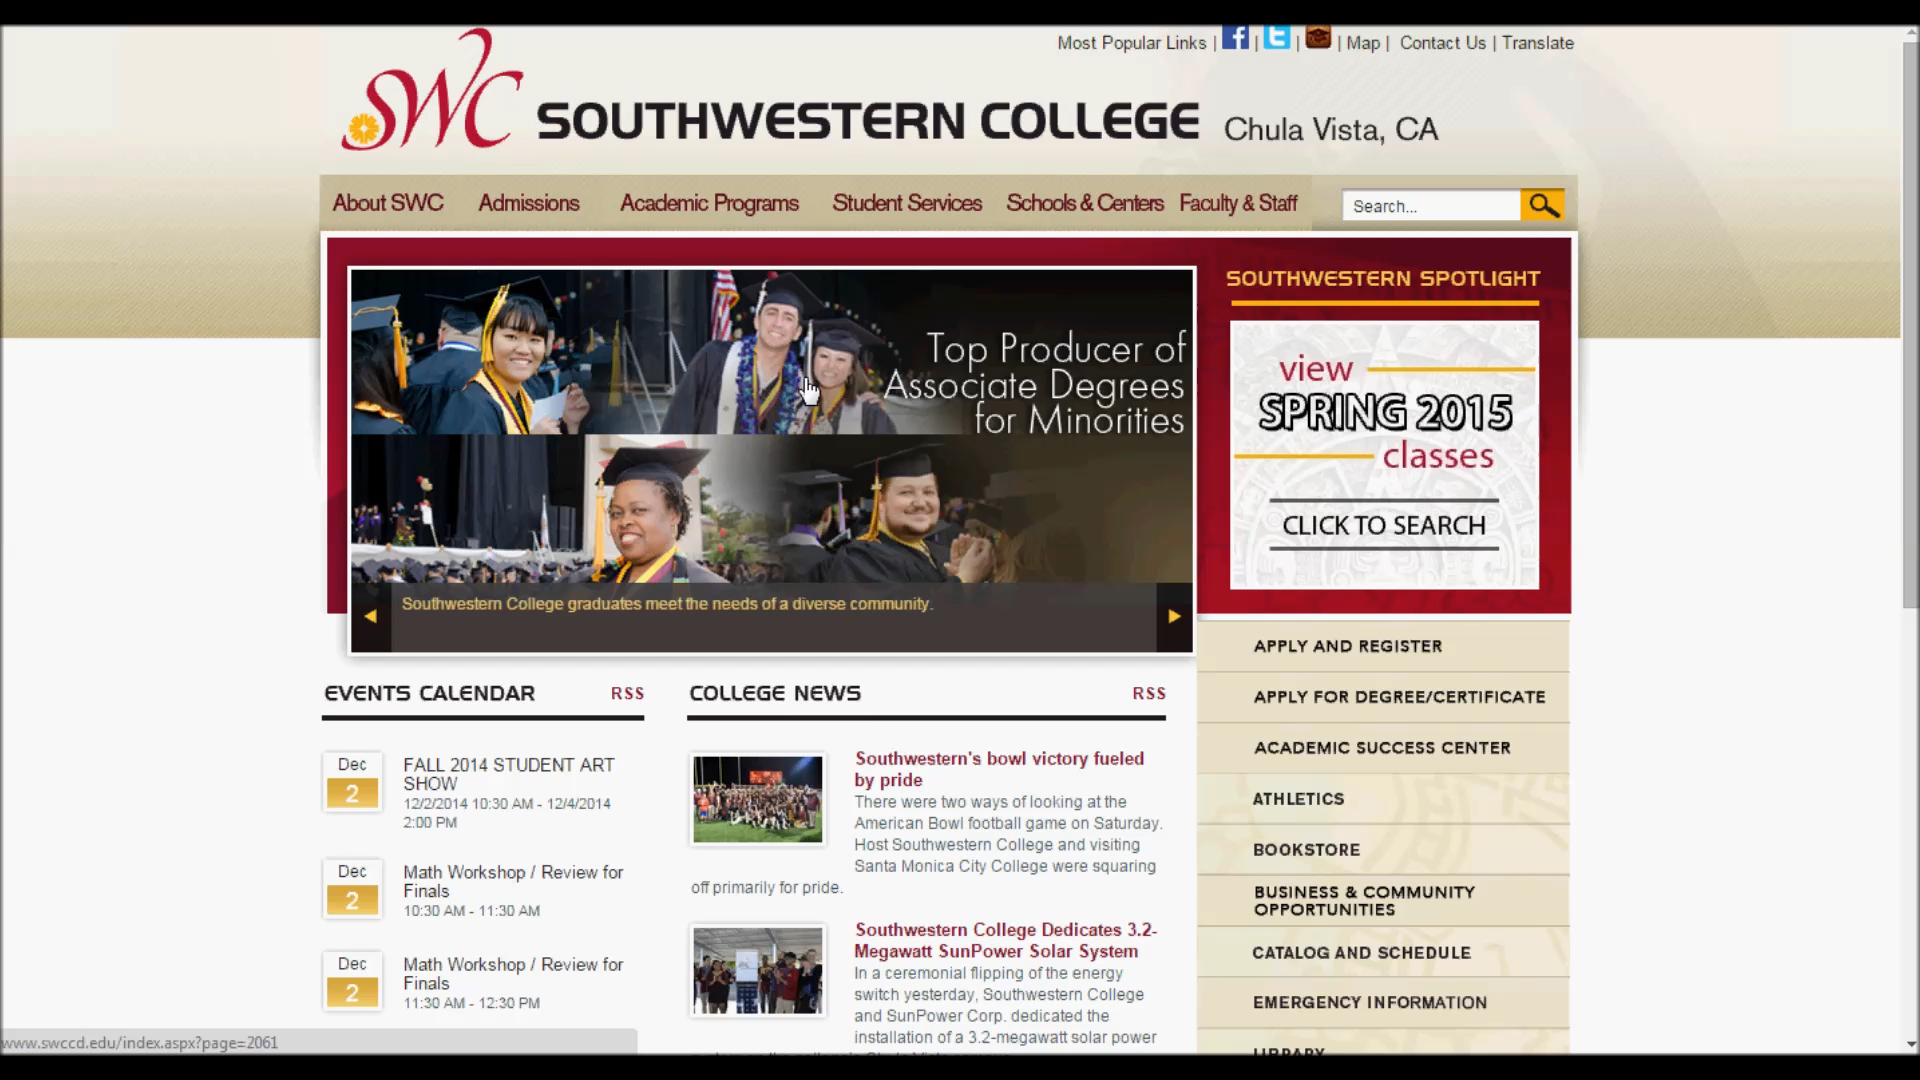 Most Popular Links | | | | Map | Contact Us | Translate
SWC SOUTHWESTERN COLLEGE Chula Vista, CA
About SWC Admissions Academic Programs Student Services Schools & Centers Faculty & Staff Search...
Top Producer of
Associate Degrees
for Minorities
Southwestern College graduates meet the needs of a diverse community.
SOUTHWESTERN SPOTLIGHT
view
SPRING 2015
classes
CLICK TO SEARCH
APPLY AND REGISTER
APPLY FOR DEGREE/CERTIFICATE
ACADEMIC SUCCESS CENTER
ATHLETICS
BOOKSTORE
BUSINESS & COMMUNITY
OPPORTUNITIES
CATALOG AND SCHEDULE
EMERGENCY INFORMATION
LIBRARY
EVENTS CALENDAR RSS
Dec
2
FALL 2014 STUDENT ART
SHOW
12/2/2014 10:30 AM - 12/4/2014
2:00 PM
Dec
2
Math Workshop / Review for
Finals
10:30 AM - 11:30 AM
Dec
2
Math Workshop / Review for
Finals
11:30 AM - 12:30 PM
COLLEGE NEWS RSS
Southwestern's bowl victory fueled
by pride
There were two ways of looking at the
American Bowl football game on Saturday.
Host Southwestern College and visiting
Santa Monica City College were squaring
off primarily for pride.
Southwestern College Dedicates 3.2-
Megawatt SunPower Solar System
In a ceremonial flipping of the energy
switch yesterday, Southwestern College
and SunPower Corp. dedicated the
installation of a 3.2-megawatt solar power
www.swccd.edu/index.aspx?page=2061